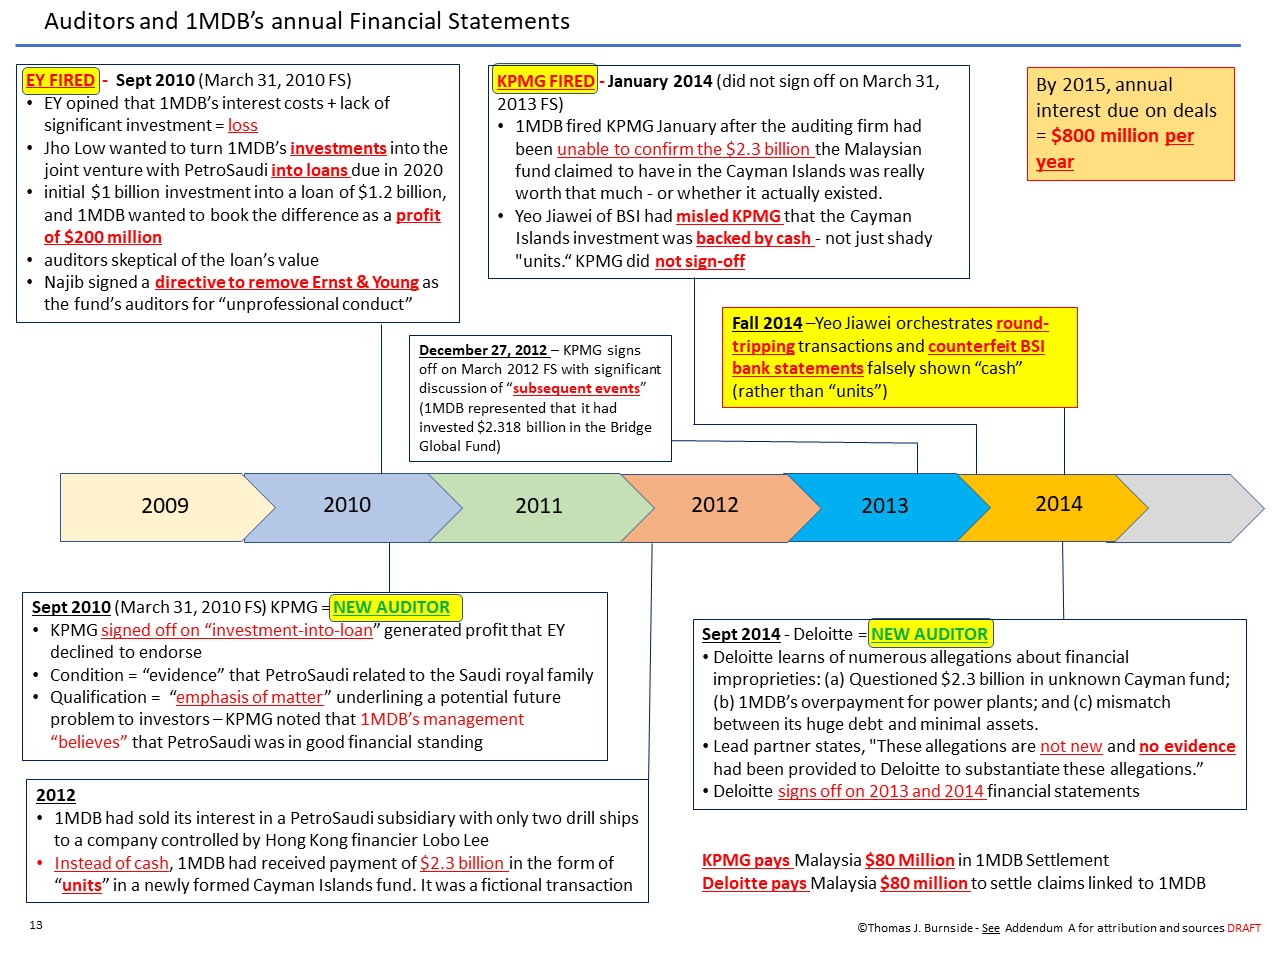 Auditors and 1MDB's annual Financial Statements
EY FIRED - Sept 2010 (March 31, 2010 FS)
• EY opined that 1MDB's interest costs + lack of
significant investment = loss
• Jho Low wanted to turn 1MDB's investments into the
joint venture with PetroSaudi into loans due in 2020
• initial $1 billion investment into a loan of $1.2 billion,
and 1MDB wanted to book the difference as a profit
of $200 million
• auditors skeptical of the loan's value
• Najib signed a directive to remove Ernst & Young as
the fund's auditors for "unprofessional conduct"
KPMG FIRED - January 2014 (did not sign off on March 31,
2013 FS)
• 1MDB fired KPMG January after the auditing firm had
been unable to confirm the $2.3 billion the Malaysian
fund claimed to have in the Cayman Islands was really
worth that much - or whether it actually existed.
• Yeo Jiawei of BSI had misled KPMG that the Cayman
Islands investment was backed by cash - not just shady
"units.“ KPMG did not sign-off
By 2015, annual
interest due on deals
= $800 million per
year
December 27, 2012 – KPMG signs
off on March 2012 FS with significant
discussion of “subsequent events”
(1MDB represented that it had
invested $2.318 billion in the Bridge
Global Fund)
Fall 2014 –Yeo Jiawei orchestrates round-
tripping transactions and counterfeit BSI
bank statements falsely shown “cash”
(rather than “units”)
2009
2010
2011
2012
2013
2014
Sept 2010 (March 31, 2010 FS) KPMG = NEW AUDITOR
• KPMG signed off on “investment-into-loan” generated profit that EY
declined to endorse
• Condition = “evidence” that PetroSaudi related to the Saudi royal family
• Qualification = “emphasis of matter” underlining a potential future
problem to investors – KPMG noted that 1MDB’s management
“believes” that PetroSaudi was in good financial standing
2012
• 1MDB had sold its interest in a PetroSaudi subsidiary with only two drill ships
to a company controlled by Hong Kong financier Lobo Lee
• Instead of cash, 1MDB had received payment of $2.3 billion in the form of
“units” in a newly formed Cayman Islands fund. It was a fictional transaction
Sept 2014 - Deloitte = NEW AUDITOR
• Deloitte learns of numerous allegations about financial
improprieties: (a) Questioned $2.3 billion in unknown Cayman fund;
(b) 1MDB’s overpayment for power plants; and (c) mismatch
between its huge debt and minimal assets.
• Lead partner states, "These allegations are not new and no evidence
had been provided to Deloitte to substantiate these allegations.”
• Deloitte signs off on 2013 and 2014 financial statements
KPMG pays Malaysia $80 Million in 1MDB Settlement
Deloitte pays Malaysia $80 million to settle claims linked to 1MDB
13
©Thomas J. Burnside - See Addendum A for attribution and sources DRAFT